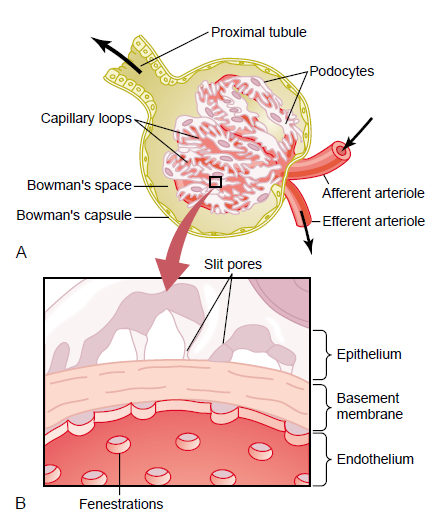 Proximal tubule
Podocytes
Capillary loops
Bowman's space
Bowman's capsule
Afferent arteriole
Efferent arteriole
A
Slit pores
Epithelium
Basement
membrane
Endothelium
B
Fenestrations